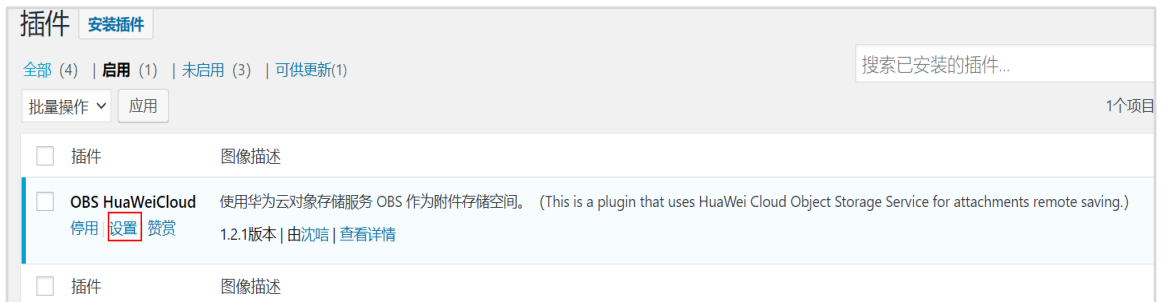 插件 安装插件
全部 (4) | 启用 (1) | 未启用 (3) | 可供更新(1)
搜索已安装的插件...
批量操作 应用
1个项目
插件 图像描述
OBS HuaWeiCloud 使用华为云对象存储服务 OBS 作为附件存储空间。 (This is a plugin that uses HuaWei Cloud Object Storage Service for attachments remote saving.)
停用 | 设置 | 赞赏 1.2.1版本 | 由沈唁 | 查看详情
插件 图像描述